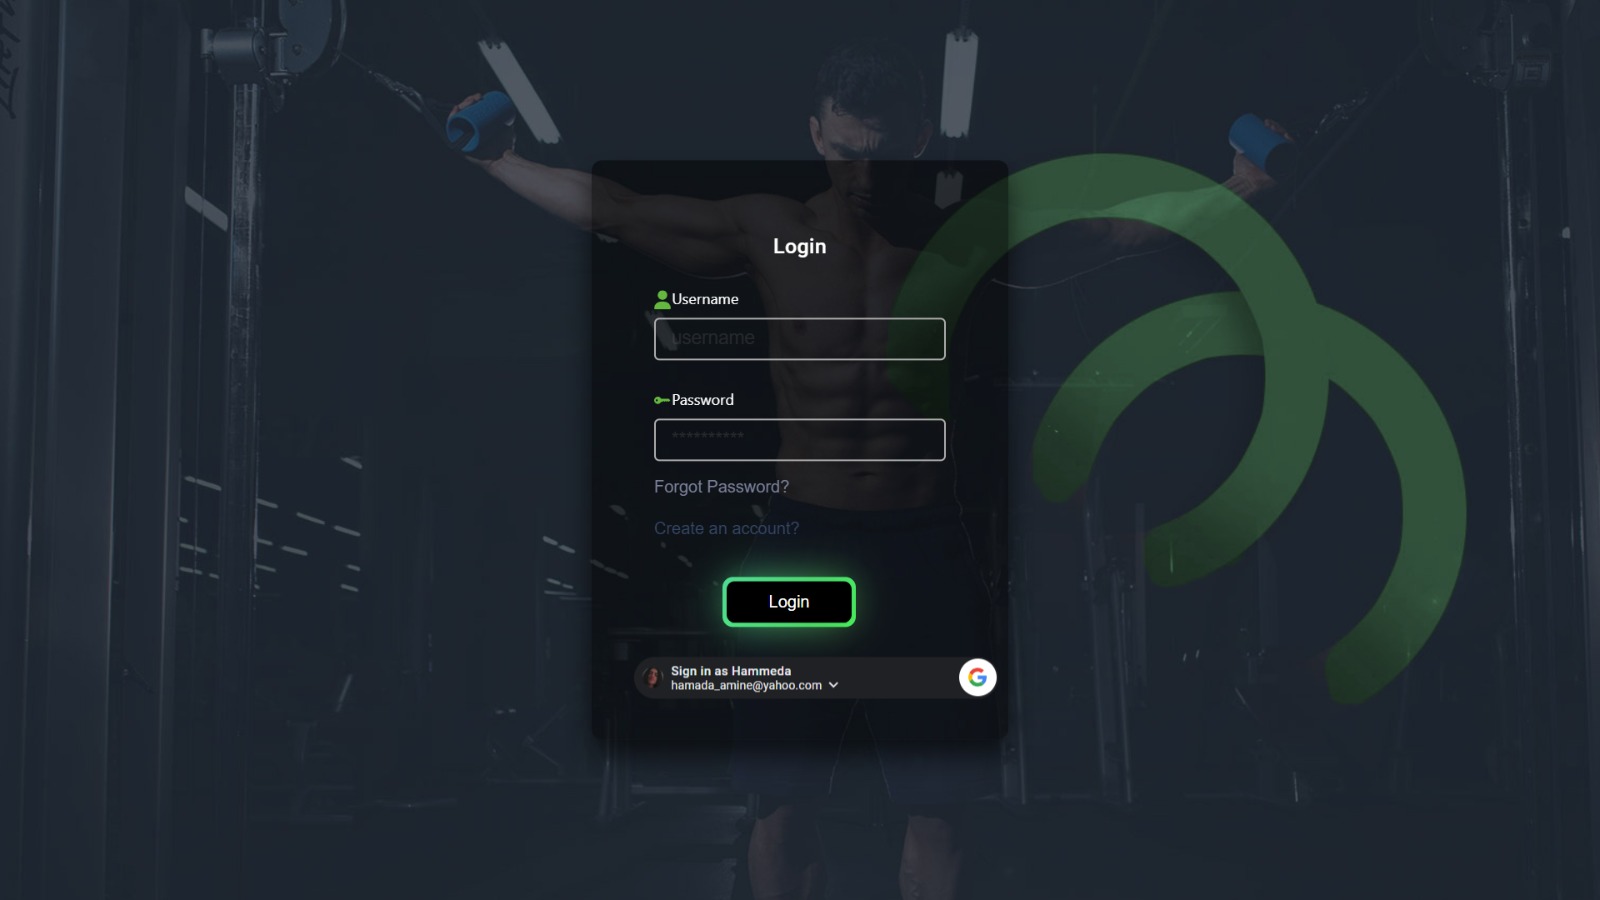 Login
Username
username
Password
**********
Forgot Password?
Create an account?
Login
Sign in as Hammeda
hamada_amine@yahoo.com